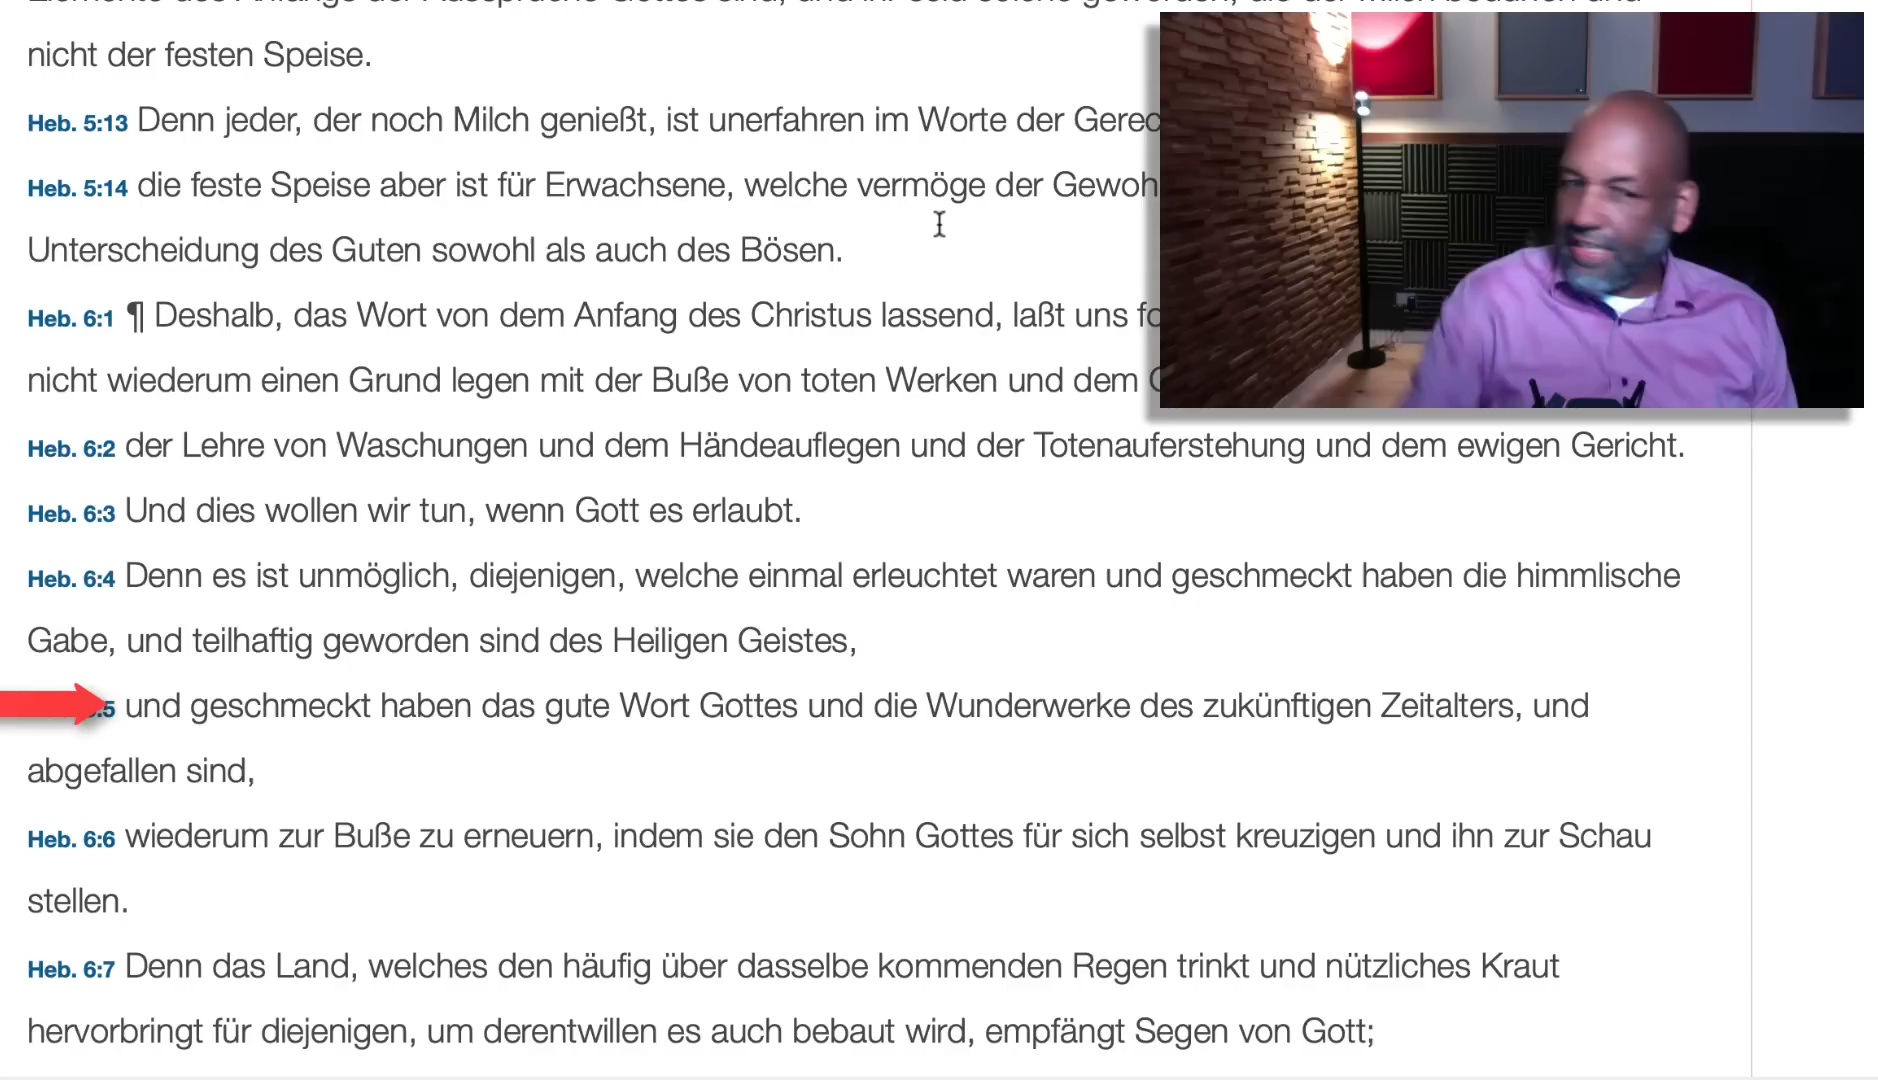 nicht der festen Speise.
Heb. 5:13 Denn jeder, der noch Milch genießt, ist unerfahren im Worte der
Heb. 5:14 die feste Speise aber ist für Erwachsene, welche vermöge der
Unterscheidung des Guten sowohl als auch des Bösen.
Heb. 6:1 ¶ Deshalb, das Wort von dem Anfang des Christus lassend, laßt uns
nicht wiederum einen Grund legen mit der Buße von toten Werken und dem
Heb. 6:2 der Lehre von Waschungen und dem Händeauflegen und der Totenauferstehung und dem ewigen Gericht.
Heb. 6:3 Und dies wollen wir tun, wenn Gott es erlaubt.
Heb. 6:4 Denn es ist unmöglich, diejenigen, welche einmal erleuchtet waren und geschmeckt haben die himmlische
Gabe, und teilhaftig geworden sind des Heiligen Geistes,
5 und geschmeckt haben das gute Wort Gottes und die Wunderwerke des zukünftigen Zeitalters, und
abgefallen sind,
Heb. 6:6 wiederum zur Buße zu erneuern, indem sie den Sohn Gottes für sich selbst kreuzigen und ihn zur Schau
stellen.
Heb. 6:7 Denn das Land, welches den häufig über dasselbe kommenden Regen trinkt und nützliches Kraut
hervorbringt für diejenigen, um derentwillen es auch bebaut wird, empfängt Segen von Gott;